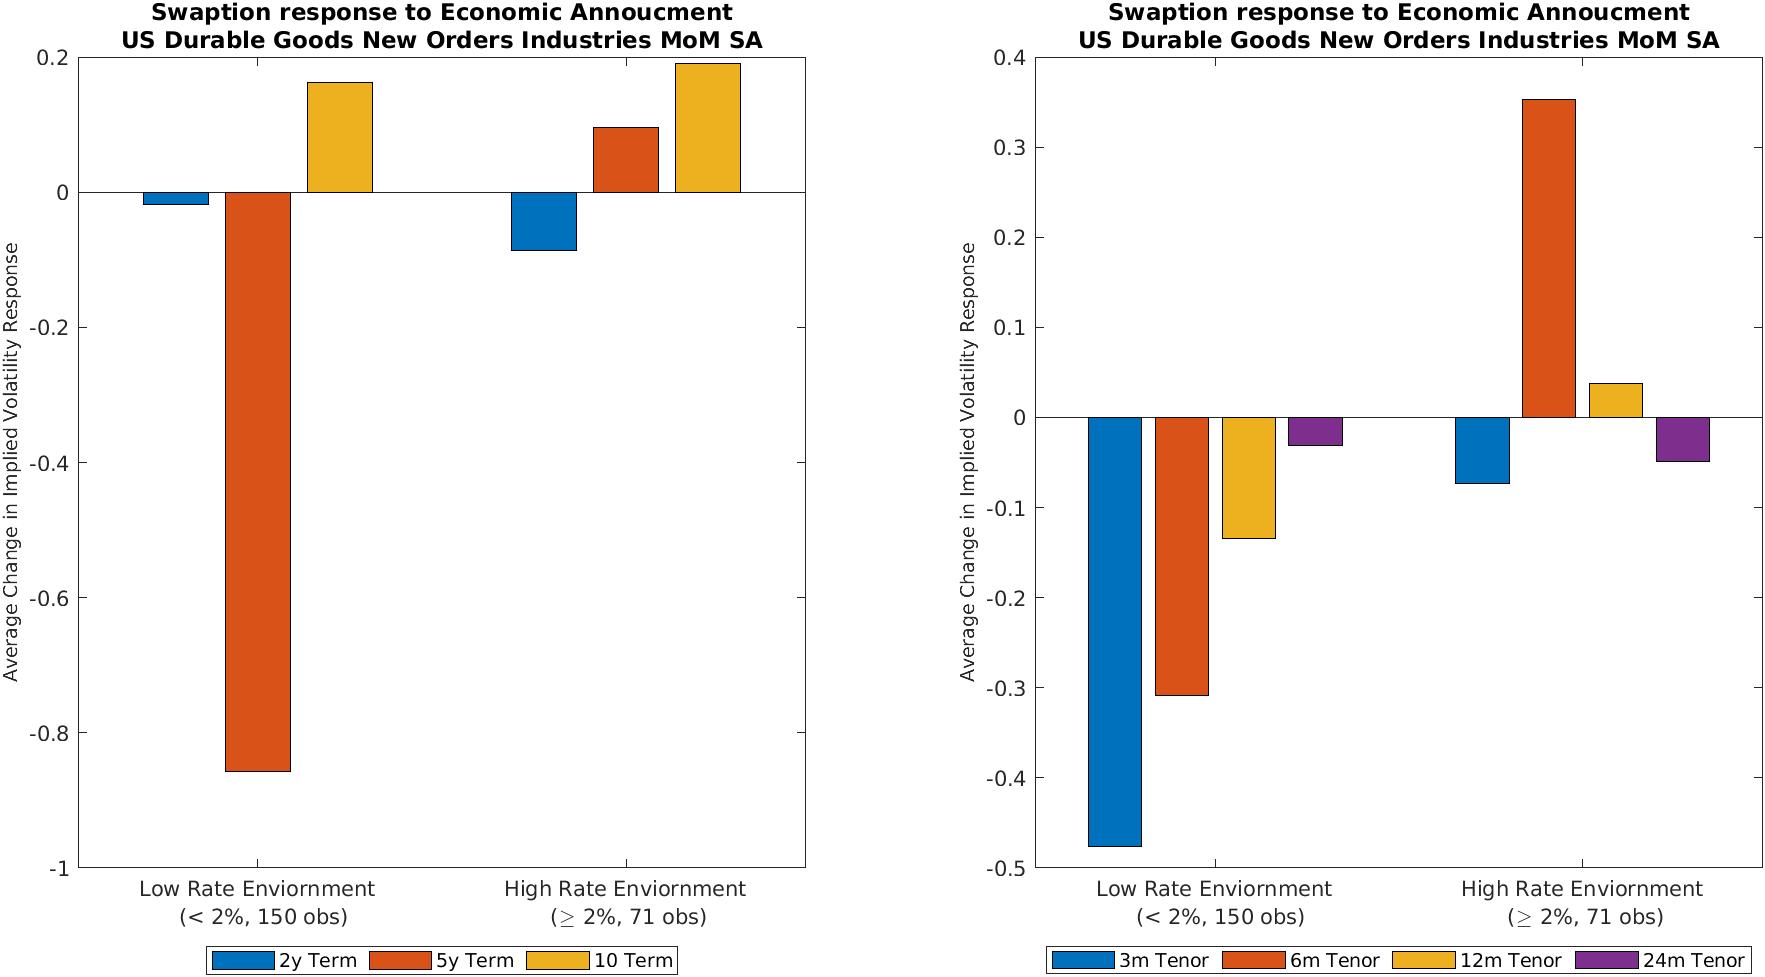 Swaption response to Economic Annoucment
US Durable Goods New Orders Industries MoM SA
0.2
0
-0.2
-0.4
-0.6
-0.8
-1
Average Change in Implied Volatility Response
Low Rate Enviornment
(< 2%, 150 obs)
High Rate Enviornment
(≥ 2%, 71 obs)
2y Term
5y Term
10 Term
Swaption response to Economic Annoucment
US Durable Goods New Orders Industries MoM SA
0.4
0.3
0.2
0.1
0
-0.1
-0.2
-0.3
-0.4
-0.5
Average Change in Implied Volatility Response
Low Rate Enviornment
(< 2%, 150 obs)
High Rate Enviornment
(≥ 2%, 71 obs)
3m Tenor
6m Tenor
12m Tenor
24m Tenor